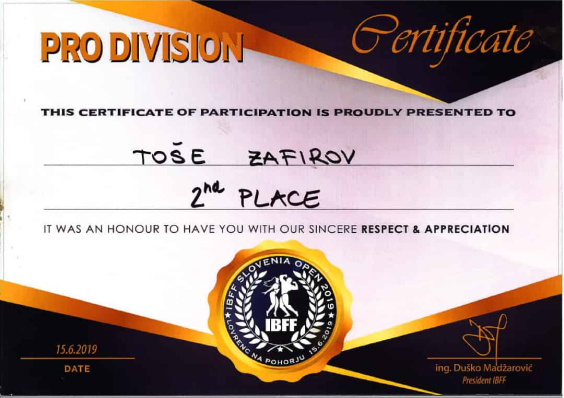 PRO DIVISION
Certificate
THIS CERTIFICATE OF PARTICIPATION IS PROUDLY PRESENTED TO
TOŠE ZAFIROV
2nd PLACE
IT WAS AN HONOUR TO HAVE YOU WITH OUR SINCERE RESPECT & APPRECIATION
★ IBFF SLOVENIA OPEN 2019 ★
IBFF
LOVRENC NA POHORJU 15.6.2019
15.6.2019
DATE
ing. Duško Madžarović
President IBFF